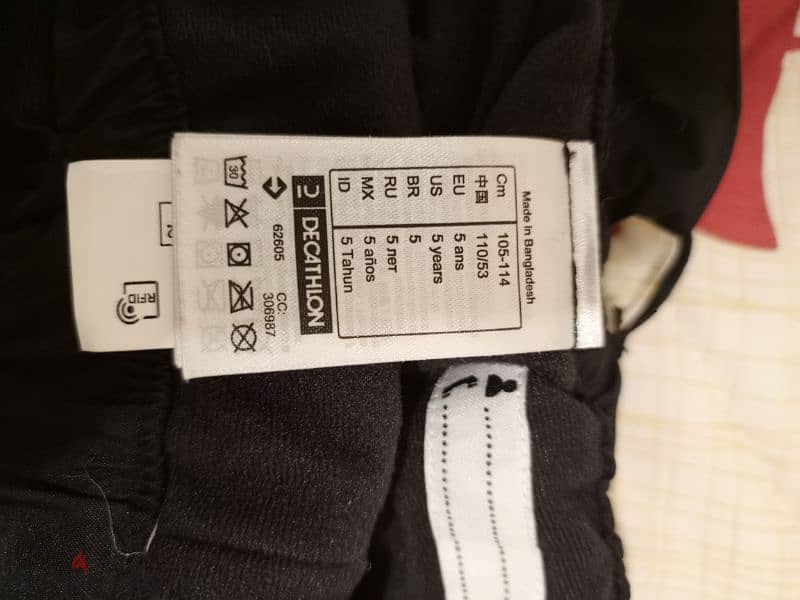 Made in Bangladesh
Cm 105-114
中国 110/53
EU 5 ans
US 5 years
BR 5
RU 5 лет
MX 5 años
ID 5 Tahun
DECATHLON
62605 CC: 306987
30
RFID